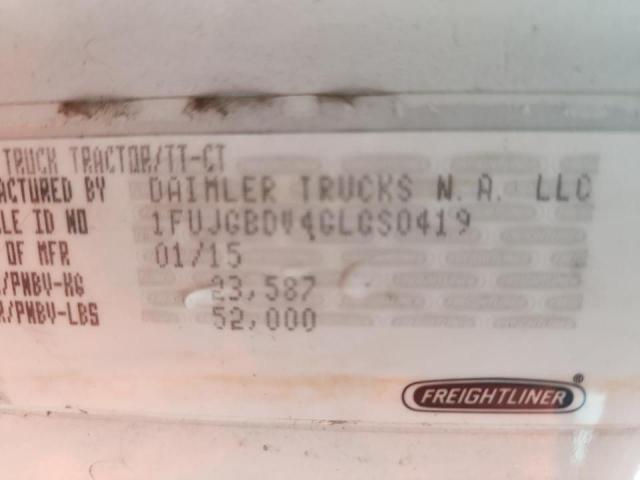 TRUCK TRACTOR/TT-CT
ACTURED BY DAIMLER TRUCKS N.A. LLC
LE ID NO 1FUJGBDV4GLGS0419
OF MFR 01/15
/PNBV-KG 23,587
R/PNBV-LBS 52,000
FREIGHTLINER®